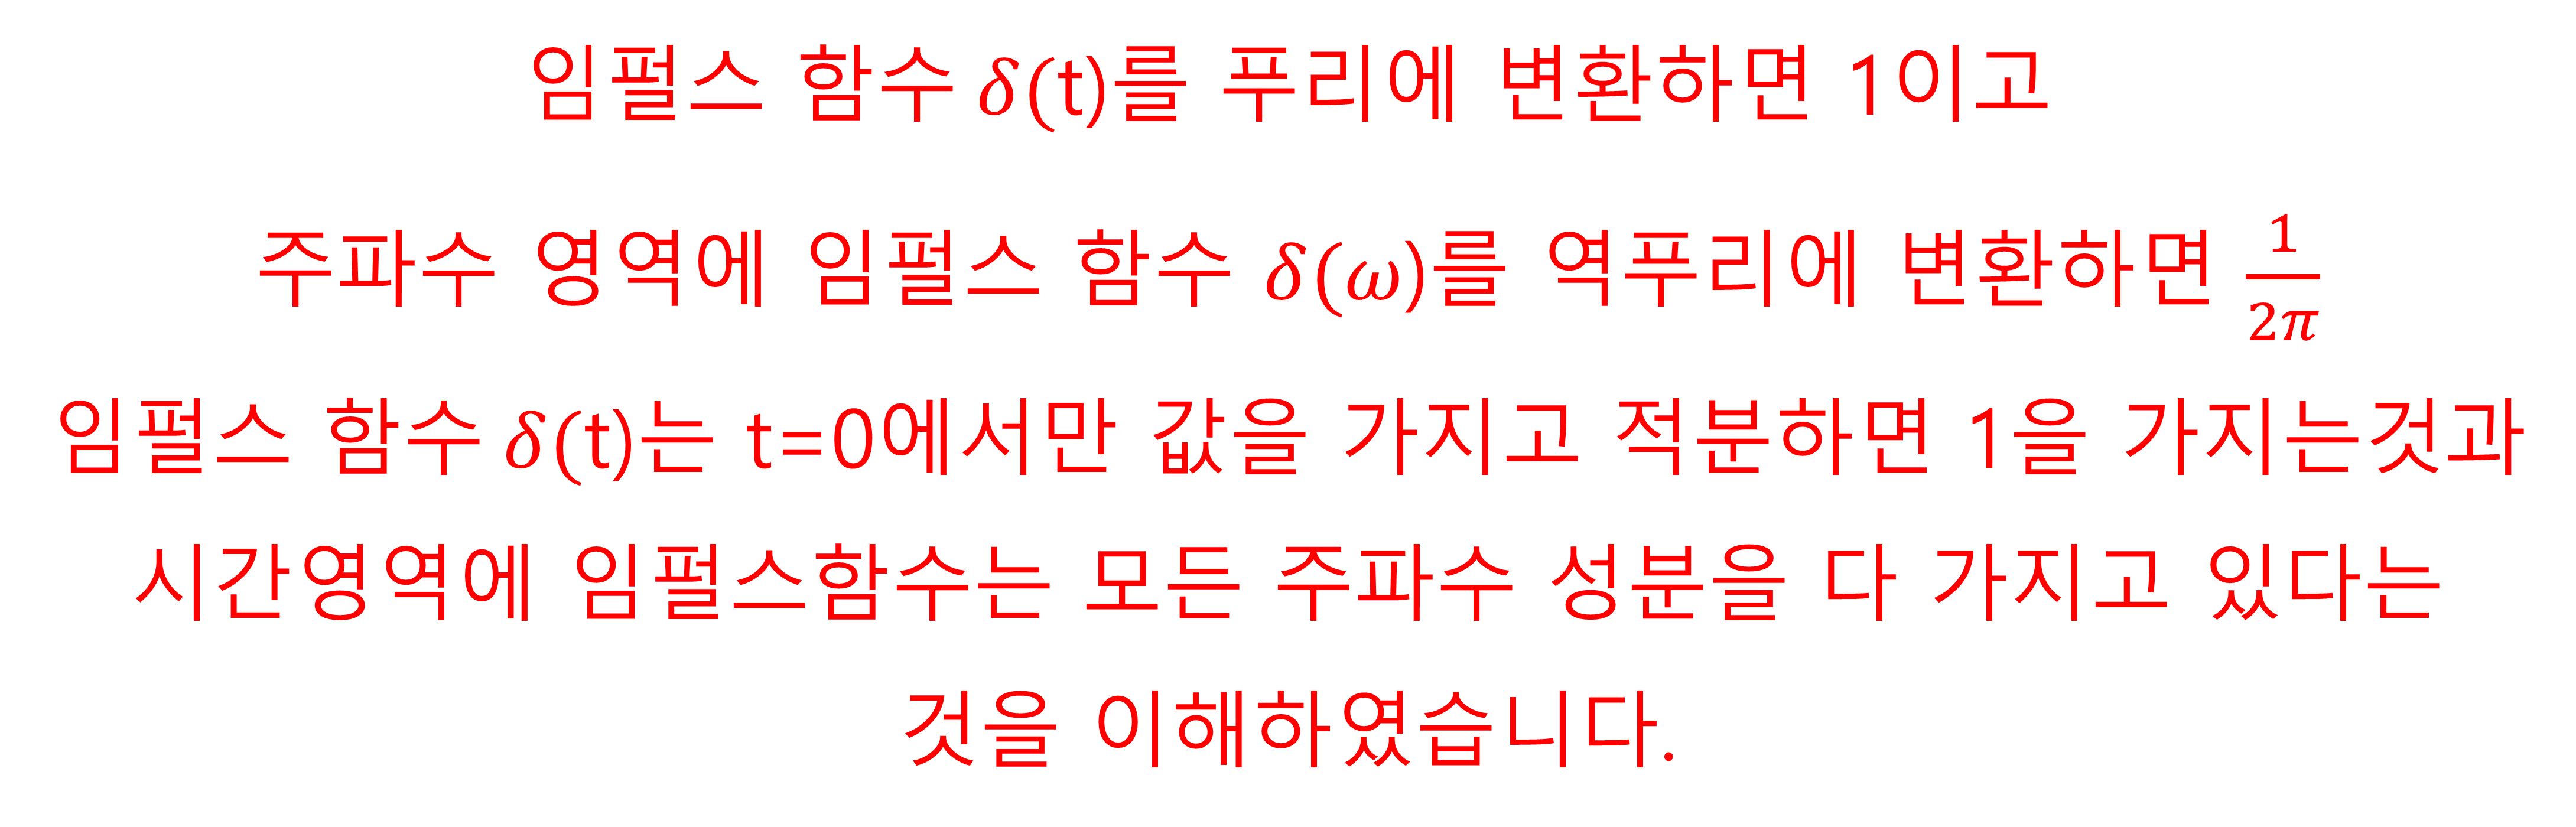 임펄스 함수 δ(t)를 푸리에 변환하면 1이고
주파수 영역에 임펄스 함수 δ(ω)를 역푸리에 변환하면 1/2π
임펄스 함수 δ(t)는 t=0에서만 값을 가지고 적분하면 1을 가지는것과
시간영역에 임펄스함수는 모든 주파수 성분을 다 가지고 있다는
것을 이해하였습니다.